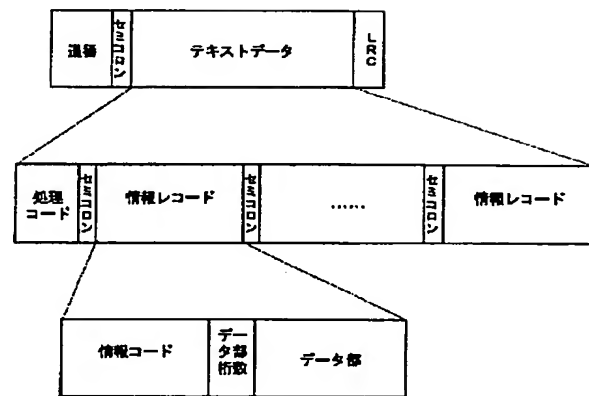 通番
セミコロン
テキストデータ
LRC
処理
コード
セミコロン
情報レコード
セミコロン
……
セミコロン
情報レコード
情報コード
デー
タ部
桁数
データ部